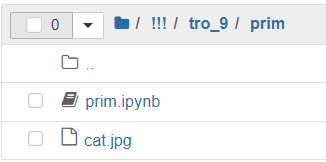 0 / !!! / tro_9 / prim
..
prim.ipynb
cat.jpg